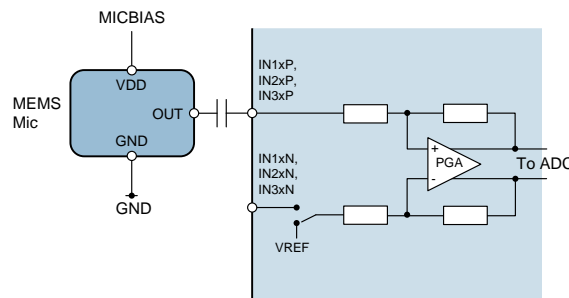 MICBIAS
VDD
MEMS
Mic
OUT
GND
GND
IN1xP,
IN2xP,
IN3xP
IN1xN,
IN2xN,
IN3xN
VREF
+
PGA
-
To ADC